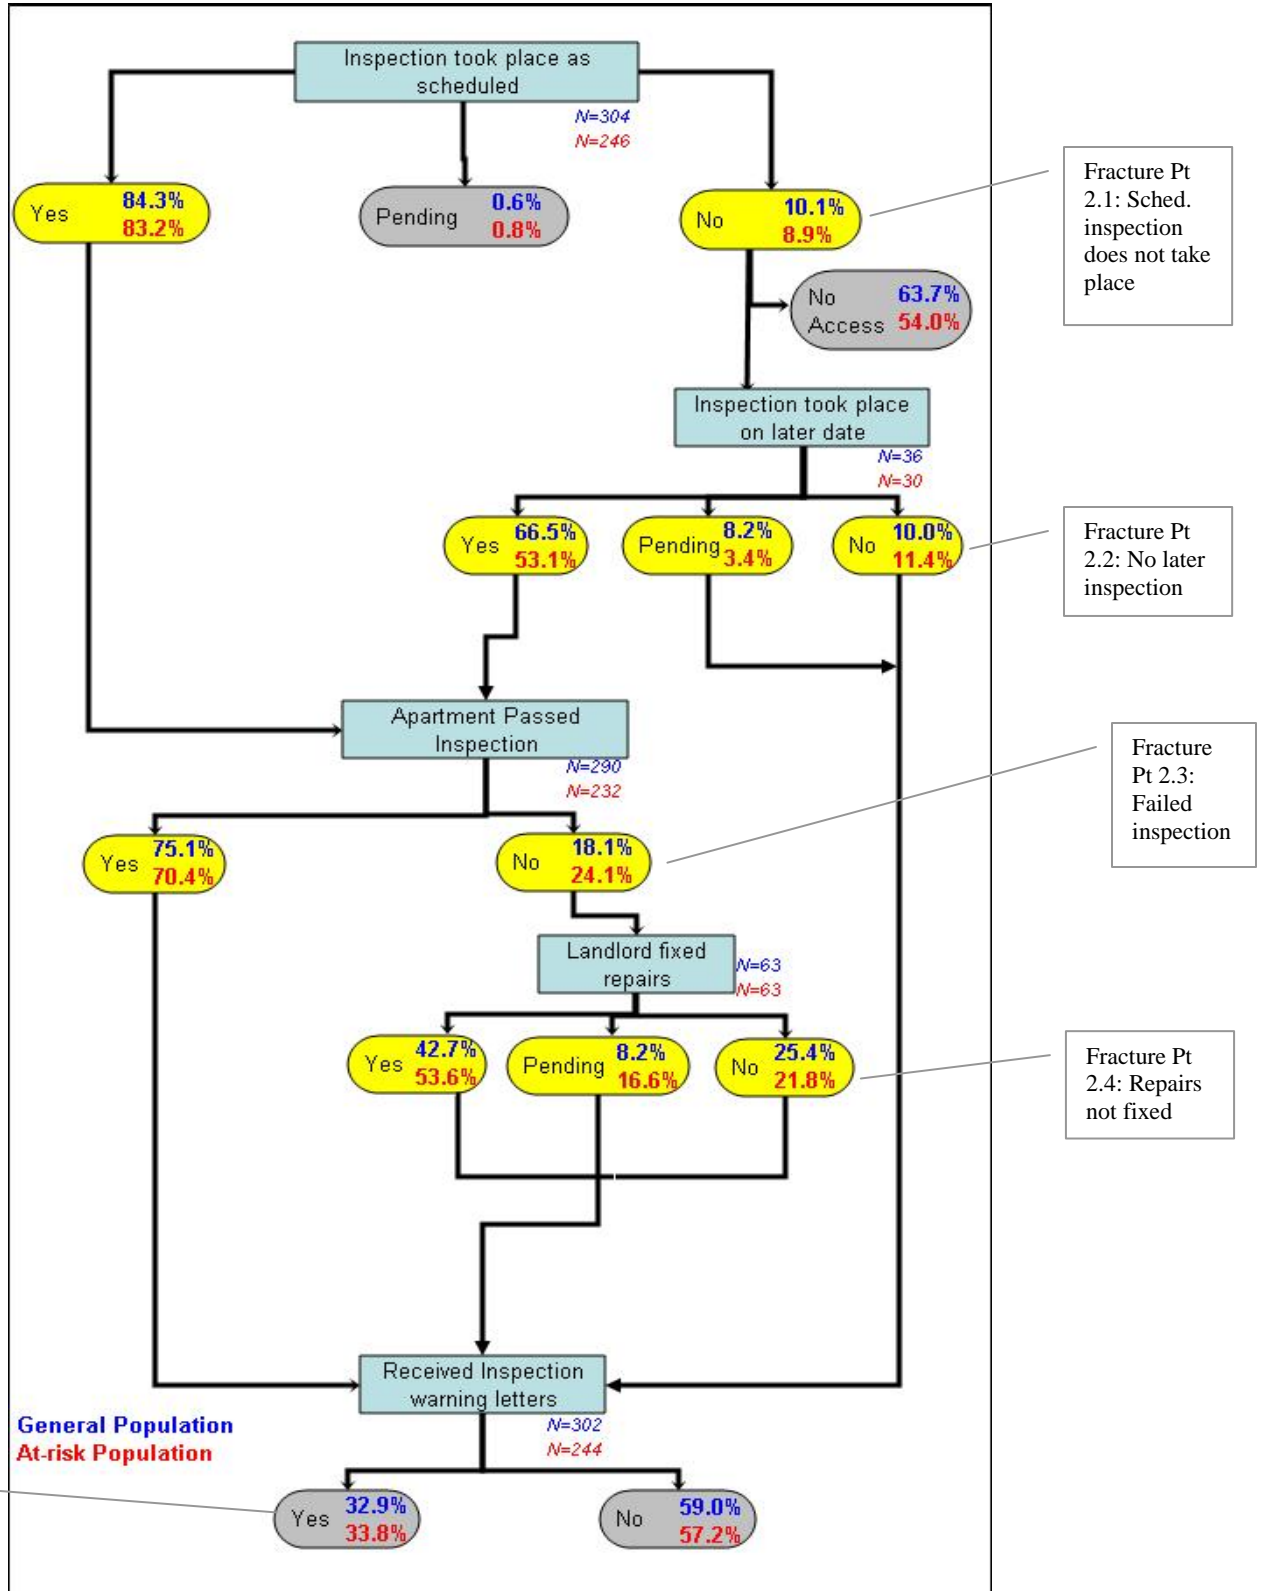 Inspection took place as
scheduled
N=304
N=246
Yes 84.3%
83.2%
Pending 0.6%
0.8%
No 10.1%
8.9%
Fracture Pt
2.1: Sched.
inspection
does not take
place
No 63.7%
Access 54.0%
Inspection took place
on later date
N=36
N=30
Yes 66.5%
53.1%
Pending 8.2%
3.4%
No 10.0%
11.4%
Fracture Pt
2.2: No later
inspection
Apartment Passed
Inspection
N=290
N=232
Fracture
Pt 2.3:
Failed
inspection
Yes 75.1%
70.4%
No 18.1%
24.1%
Landlord fixed
repairs
N=63
N=63
Yes 42.7%
53.6%
Pending 8.2%
16.6%
No 25.4%
21.8%
Fracture Pt
2.4: Repairs
not fixed
Received Inspection
warning letters
N=302
N=244
General Population
At-risk Population
Yes 32.9%
33.8%
No 59.0%
57.2%